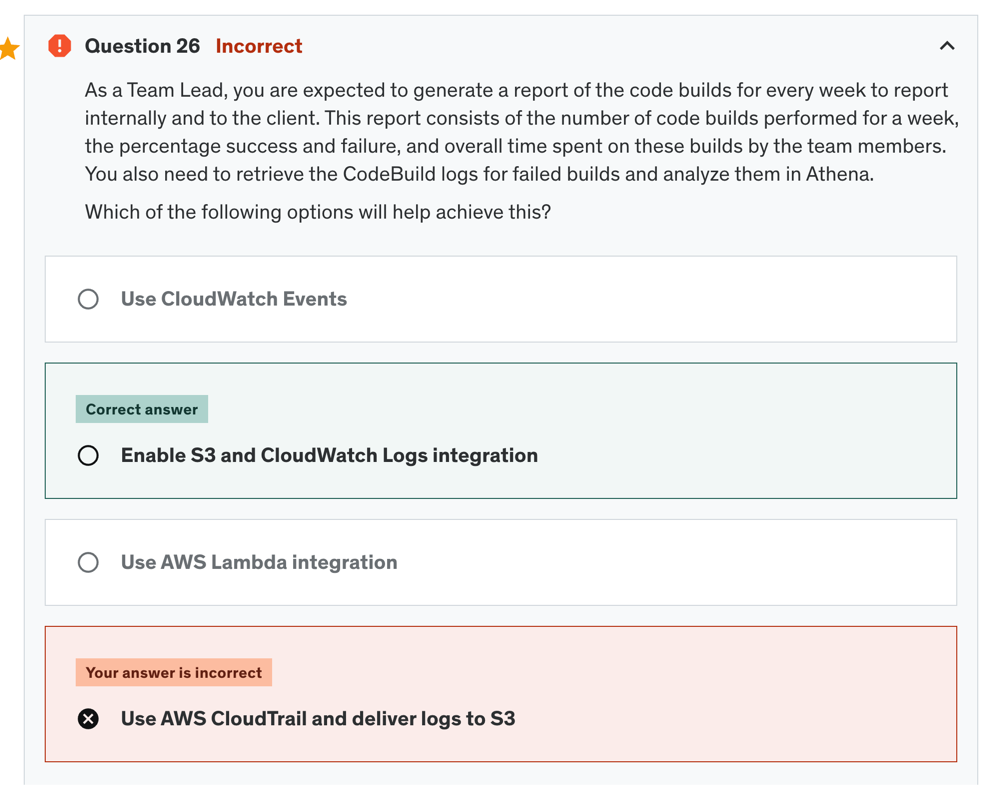 Question 26 Incorrect
As a Team Lead, you are expected to generate a report of the code builds for every week to report
internally and to the client. This report consists of the number of code builds performed for a week,
the percentage success and failure, and overall time spent on these builds by the team members.
You also need to retrieve the CodeBuild logs for failed builds and analyze them in Athena.
Which of the following options will help achieve this?
Use CloudWatch Events
Correct answer
Enable S3 and CloudWatch Logs integration
Use AWS Lambda integration
Your answer is incorrect
Use AWS CloudTrail and deliver logs to S3